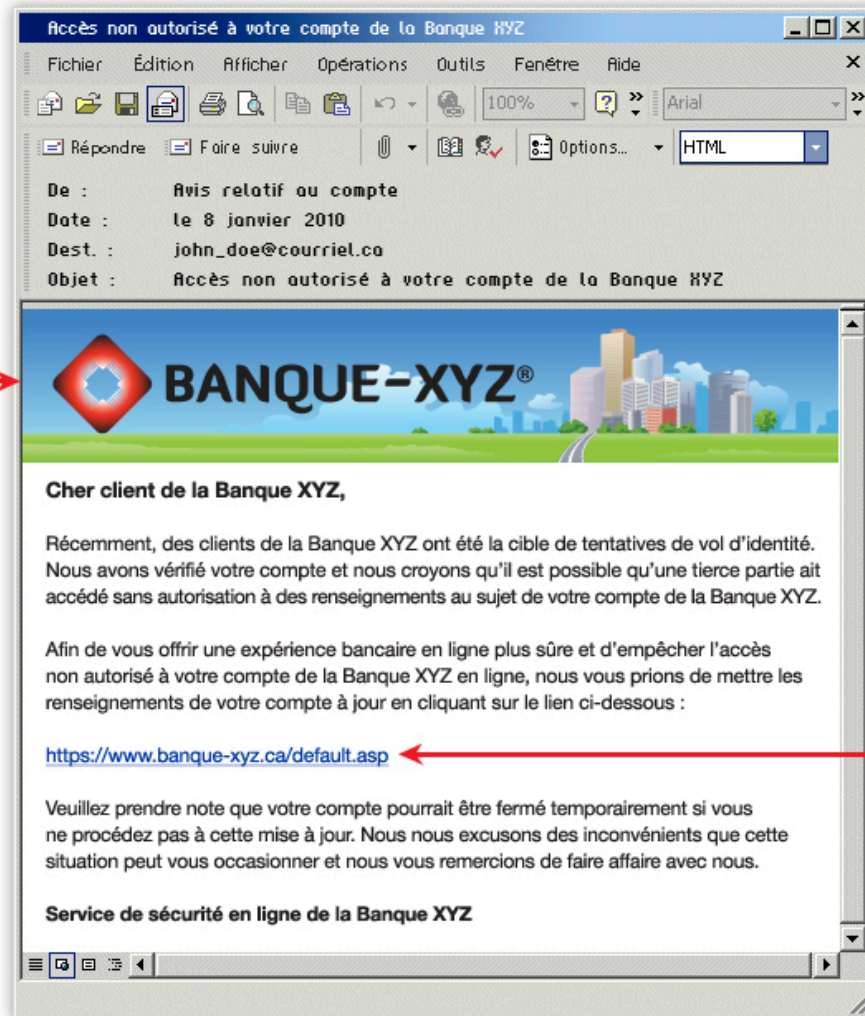 Accès non autorisé à votre compte de la Banque XYZ
Fichier Édition Afficher Opérations Outils Fenêtre Aide
100% Arial
Répondre Faire suivre Options... HTML
De : Avis relatif au compte
Date : le 8 janvier 2010
Dest. : john_doe@courriel.ca
Objet : Accès non autorisé à votre compte de la Banque XYZ
BANQUE-XYZ®
Cher client de la Banque XYZ,
Récemment, des clients de la Banque XYZ ont été la cible de tentatives de vol d'identité.
Nous avons vérifié votre compte et nous croyons qu'il est possible qu'une tierce partie ait
accédé sans autorisation à des renseignements au sujet de votre compte de la Banque XYZ.
Afin de vous offrir une expérience bancaire en ligne plus sûre et d'empêcher l'accès
non autorisé à votre compte de la Banque XYZ en ligne, nous vous prions de mettre les
renseignements de votre compte à jour en cliquant sur le lien ci-dessous :
https://www.banque-xyz.ca/default.asp
Veuillez prendre note que votre compte pourrait être fermé temporairement si vous
ne procédez pas à cette mise à jour. Nous nous excusons des inconvénients que cette
situation peut vous occasionner et nous vous remercions de faire affaire avec nous.
Service de sécurité en ligne de la Banque XYZ